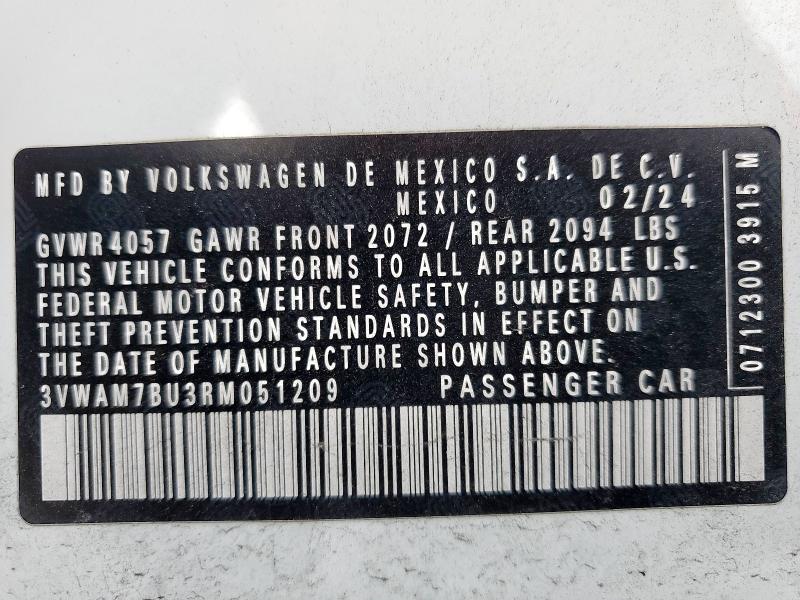 MFD BY VOLKSWAGEN DE MEXICO S.A. DE C.V.
MEXICO 02/24
GVWR 4057 GAWR FRONT 2072 / REAR 2094 LBS
THIS VEHICLE CONFORMS TO ALL APPLICABLE U.S.
FEDERAL MOTOR VEHICLE SAFETY, BUMPER AND
THEFT PREVENTION STANDARDS IN EFFECT ON
THE DATE OF MANUFACTURE SHOWN ABOVE.
3VWAM7BU3RM051209 PASSENGER CAR
0712300 3915 M